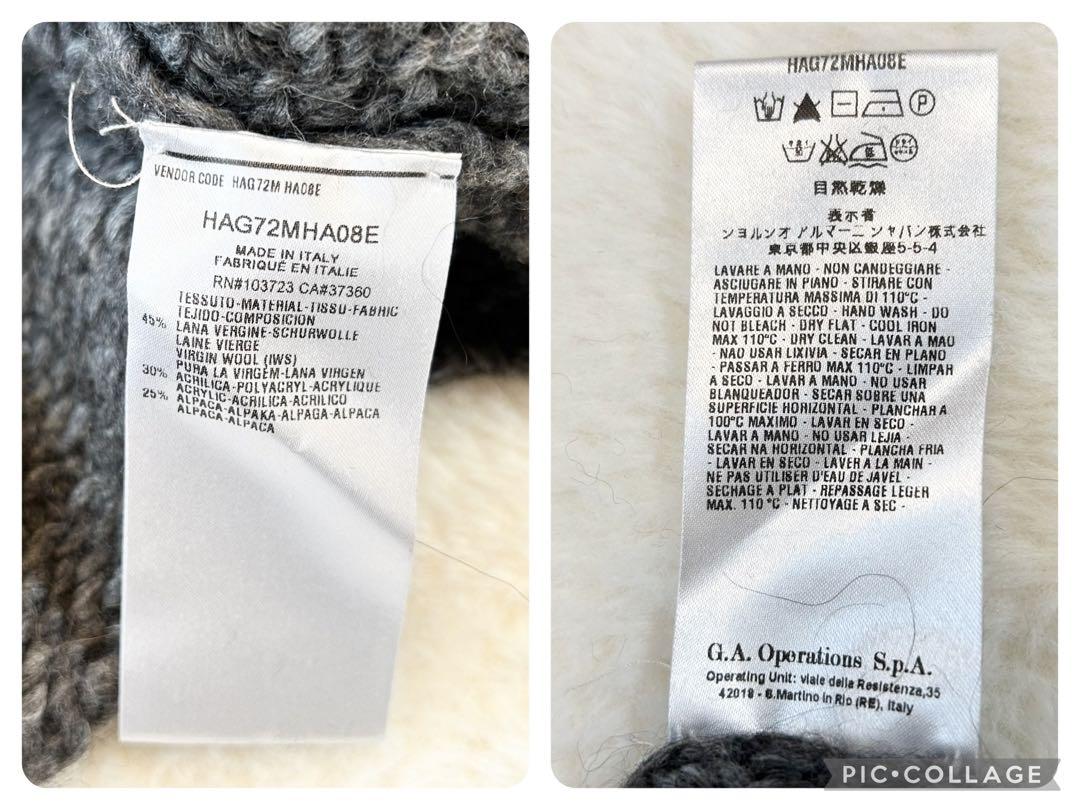 VENDOR CODE HAG72M HA08E
HAG72MHA08E
MADE IN ITALY
FABRIQUÉ EN ITALIE
RN#103723 CA#37360
TESSUTO-MATERIAL-TISSU-FABRIC
TEJIDO-COMPOSICION
45% LANA VERGINE-SCHURWOLLE
LAINE VIERGE
VIRGIN WOOL (IWS)
PURA LA VIRGEM-LANA VIRGEN
30% ACRILICA-POLYACRYL-ACRYLIQUE
ACRYLIC-ACRILICA-ACRILICO
25% ALPACA-ALPAKA-ALPAGA-ALPACA
ALPACA-ALPACA
HAG72MHA08E
P
自然乾燥
表示者
ジョルジオ アルマーニ ジャパン株式会社
東京都中央区銀座5-5-4
LAVARE A MANO - NON CANDEGGIARE -
ASCIUGARE IN PIANO - STIRARE CON
TEMPERATURA MASSIMA DI 110°C -
LAVAGGIO A SECCO - HAND WASH - DO
NOT BLEACH - DRY FLAT - COOL IRON
MAX 110°C - DRY CLEAN - LAVAR A MAO
- NAO USAR LIXIVIA - SECAR EN PLANO
- PASSAR A FERRO MAX 110°C - LIMPAR
A SECO - LAVAR A MANO - NO USAR
BLANQUEADOR - SECAR SOBRE UNA
SUPERFICIE HORIZONTAL - PLANCHAR A
100°C MAXIMO - LAVAR EN SECO -
LAVAR A MANO - NO USAR LEJIA -
SECAR NA HORIZONTAL - PLANCHA FRIA
- LAVAR EN SECO - LAVER A LA MAIN -
NE PAS UTILISER D'EAU DE JAVEL -
SECHAGE A PLAT - REPASSAGE LEGER
MAX. 110 °C - NETTOYAGE A SEC -
G.A. Operations S.p.A.
Operating Unit: viale della Resistenza,35
42018 - S.Martino in Rio (RE), Italy
PIC•COLLAGE